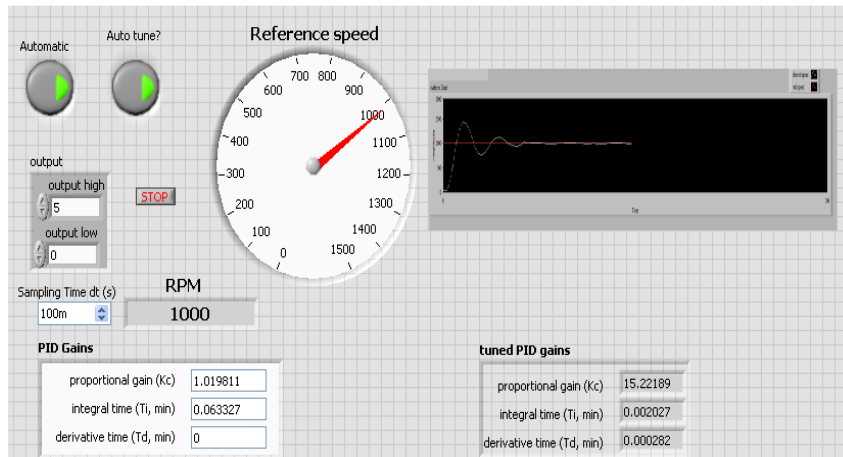 Automatic
Auto tune?
Reference speed
0
100
200
300
400
500
600
700
800
900
1000
1100
1200
1300
1400
1500
output
output high
5
output low
0
STOP
Sampling Time dt (s)
100m
RPM
1000
Time
PID Gains
proportional gain (Kc) 1.019811
integral time (Ti, min) 0.063327
derivative time (Td, min) 0
tuned PID gains
proportional gain (Kc) 15.22189
integral time (Ti, min) 0.002027
derivative time (Td, min) 0.000282